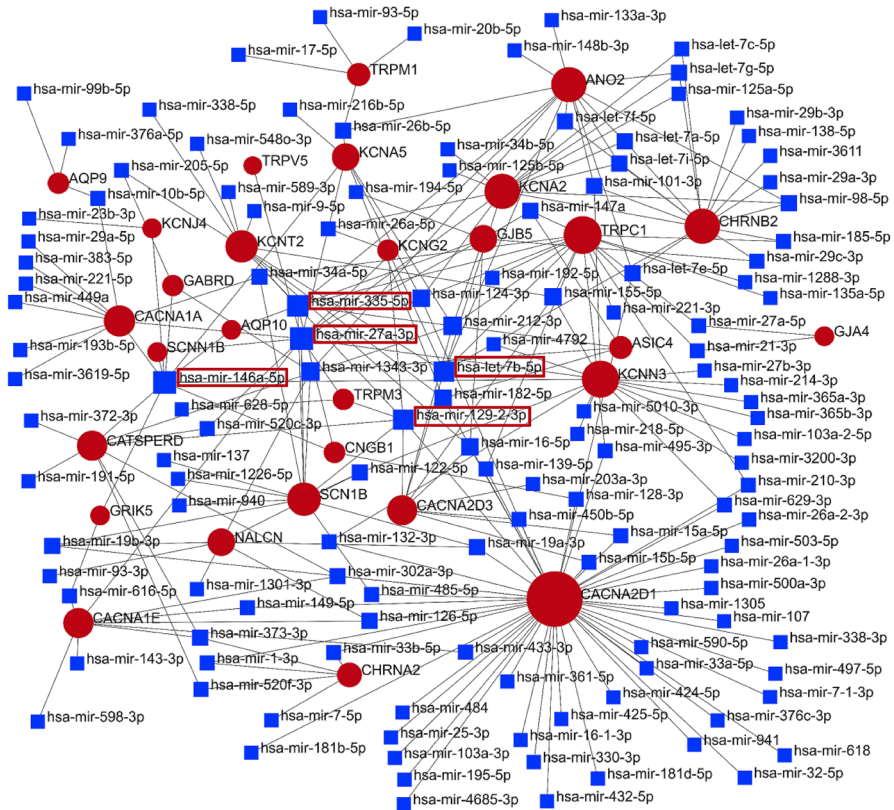 hsa-mir-93-5p
hsa-mir-20b-5p
hsa-mir-133a-3p
hsa-mir-17-5p
hsa-mir-148b-3p
hsa-let-7c-5p
TRPM1
hsa-let-7g-5p
ANO2
hsa-mir-99b-5p
hsa-mir-125a-5p
hsa-mir-338-5p
hsa-mir-216b-5p
hsa-let-7f-5p
hsa-mir-29b-3p
hsa-mir-26b-5p
hsa-mir-376a-5p
hsa-mir-548o-3p
hsa-mir-34b-5p
hsa-let-7a-5p
hsa-mir-138-5p
KCNA5
hsa-mir-3611
hsa-mir-205-5p
TRPV5
hsa-mir-125b-5p
hsa-let-7i-5p
AQP9
hsa-mir-589-3p
hsa-mir-194-5p
KCNA2
hsa-mir-101-3p
hsa-mir-29a-3p
hsa-mir-10b-5p
hsa-mir-98-5p
hsa-mir-23b-3p
hsa-mir-9-5p
hsa-mir-147a
KCNJ4
hsa-mir-26a-5p
CHRNB2
hsa-mir-29a-5p
KCNT2
KCNG2
GJB5
TRPC1
hsa-mir-185-5p
hsa-mir-383-5p
hsa-mir-29c-3p
hsa-mir-221-5p
GABRD
hsa-mir-34a-5p
hsa-mir-192-5p
hsa-let-7e-5p
hsa-mir-1288-3p
hsa-mir-449a
hsa-mir-335-5p
hsa-mir-124-3p
hsa-mir-155-5p
hsa-mir-135a-5p
CACNA1A
AQP10
hsa-mir-221-3p
hsa-mir-212-3p
hsa-mir-27a-5p
hsa-mir-27a-3p
hsa-mir-4792
GJA4
hsa-mir-193b-5p
SCNN1B
ASIC4
hsa-mir-21-3p
hsa-mir-3619-5p
hsa-mir-146a-5p
hsa-mir-1343-3p
hsa-let-7b-5p
KCNN3
hsa-mir-27b-3p
hsa-mir-214-3p
TRPM3
hsa-mir-182-5p
hsa-mir-365a-3p
hsa-mir-628-5p
hsa-mir-5010-3p
hsa-mir-372-3p
hsa-mir-129-2-3p
hsa-mir-365b-3p
hsa-mir-520c-3p
hsa-mir-218-5p
hsa-mir-103a-2-5p
CATSPERD
CNGB1
hsa-mir-16-5p
hsa-mir-495-3p
hsa-mir-137
hsa-mir-3200-3p
hsa-mir-191-5p
hsa-mir-1226-5p
hsa-mir-122-5p
hsa-mir-139-5p
hsa-mir-203a-3p
hsa-mir-210-3p
hsa-mir-940
SCN1B
hsa-mir-128-3p
hsa-mir-629-3p
GRIK5
CACNA2D3
hsa-mir-450b-5p
hsa-mir-26a-2-3p
hsa-mir-19b-3p
NALCN
hsa-mir-132-3p
hsa-mir-19a-3p
hsa-mir-15a-5p
hsa-mir-503-5p
hsa-mir-93-3p
hsa-mir-302a-3p
hsa-mir-15b-5p
hsa-mir-26a-1-3p
hsa-mir-616-5p
hsa-mir-1301-3p
hsa-mir-485-5p
hsa-mir-500a-3p
CACNA2D1
hsa-mir-149-5p
hsa-mir-1305
CACNA1E
hsa-mir-126-5p
hsa-mir-107
hsa-mir-373-3p
hsa-mir-338-3p
hsa-mir-33b-5p
hsa-mir-433-3p
hsa-mir-590-5p
hsa-mir-143-3p
hsa-mir-1-3p
hsa-mir-33a-5p
CHRNA2
hsa-mir-497-5p
hsa-mir-520f-3p
hsa-mir-361-5p
hsa-mir-424-5p
hsa-mir-7-1-3p
hsa-mir-598-3p
hsa-mir-7-5p
hsa-mir-484
hsa-mir-425-5p
hsa-mir-376c-3p
hsa-mir-25-3p
hsa-mir-16-1-3p
hsa-mir-941
hsa-mir-181b-5p
hsa-mir-103a-3p
hsa-mir-330-3p
hsa-mir-618
hsa-mir-195-5p
hsa-mir-181d-5p
hsa-mir-32-5p
hsa-mir-4685-3p
hsa-mir-432-5p